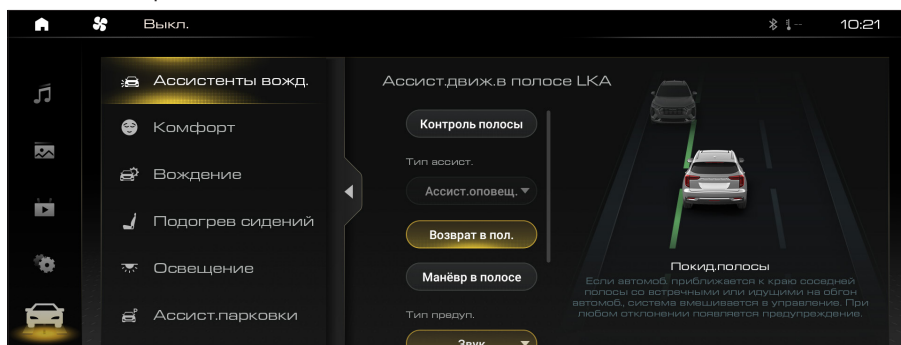 Выкл.
10:21
Ассистенты вожд.
Комфорт
Вождение
Подогрев сидений
Освещение
Ассист.парковки
Ассист.движ.в полосе LKA
Контроль полосы
Тип ассист.
Ассист.оповещ.
Возврат в пол.
Манёвр в полосе
Тип предуп.
Звук
Покид.полосы
Если автомоб. приближается к краю соседней
полосы со встречными или идущими на обгон
автомоб., система вмешивается в управление. При
любом отклонении появляется предупреждение.